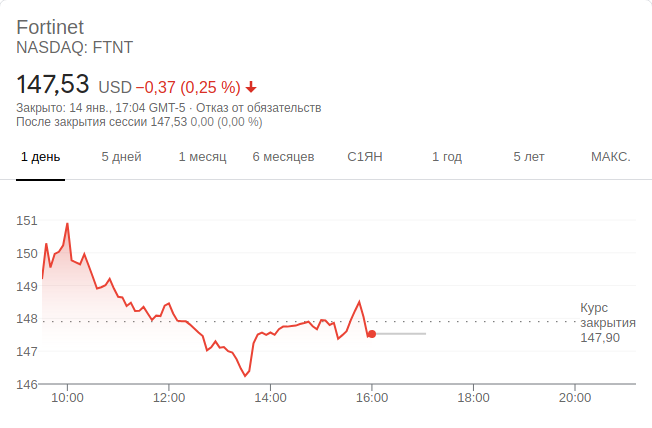 Fortinet
NASDAQ: FTNT
147,53 USD −0,37 (0,25 %)
Закрыто: 14 янв., 17:04 GMT-5 · Отказ от обязательств
После закрытия сессии 147,53 0,00 (0,00 %)
1 день 5 дней 1 месяц 6 месяцев С1ЯН 1 год 5 лет МАКС.
151
150
149
148
147
146
Курс
закрытия
147,90
10:00 12:00 14:00 16:00 18:00 20:00